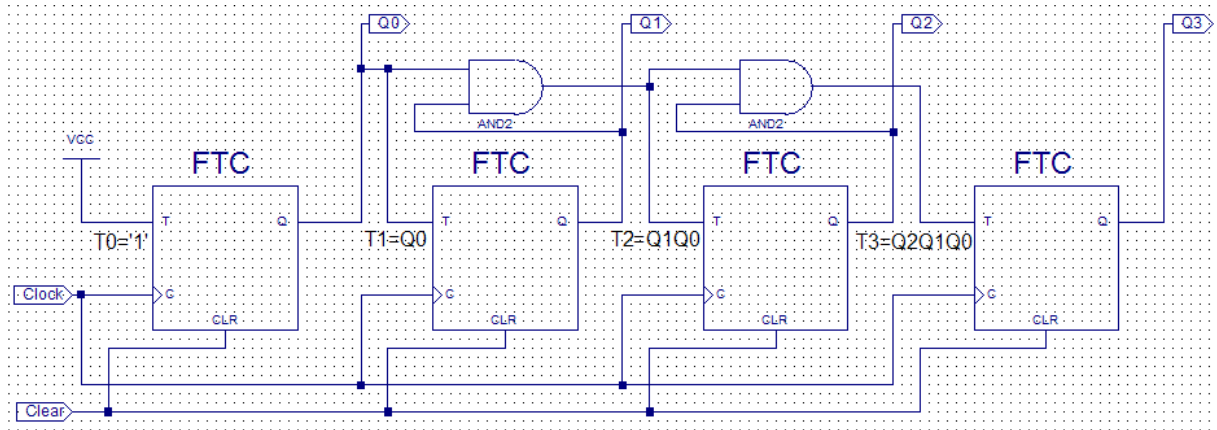 Q0 Q1 Q2 Q3
AND2 AND2
VCC
FTC FTC FTC FTC
T Q T Q T Q T Q
T0='1' T1=Q0 T2=Q1Q0 T3=Q2Q1Q0
Clock C C C C
CLR CLR CLR CLR
Clear